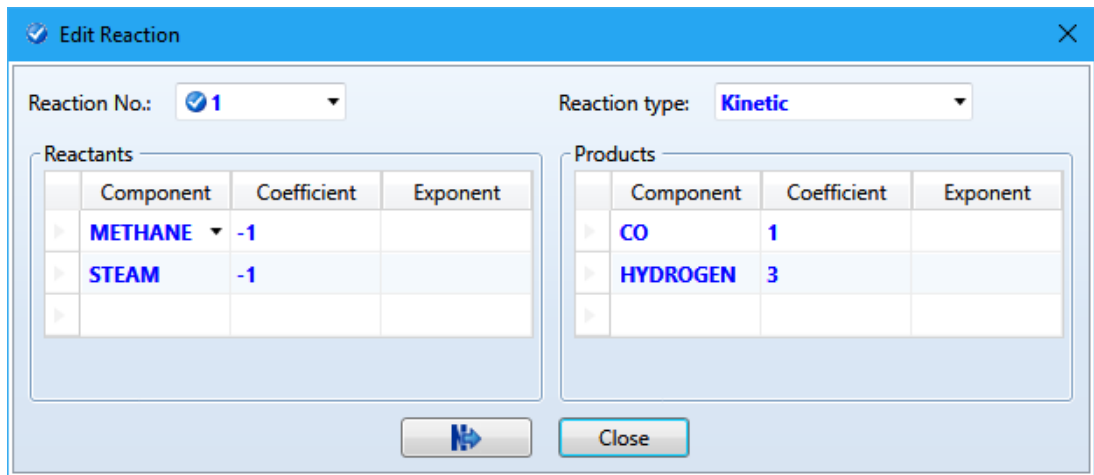 Edit Reaction
Reaction No.: 1 Reaction type: Kinetic
Reactants
Component Coefficient Exponent
METHANE -1
STEAM -1
Products
Component Coefficient Exponent
CO 1
HYDROGEN 3
N Close